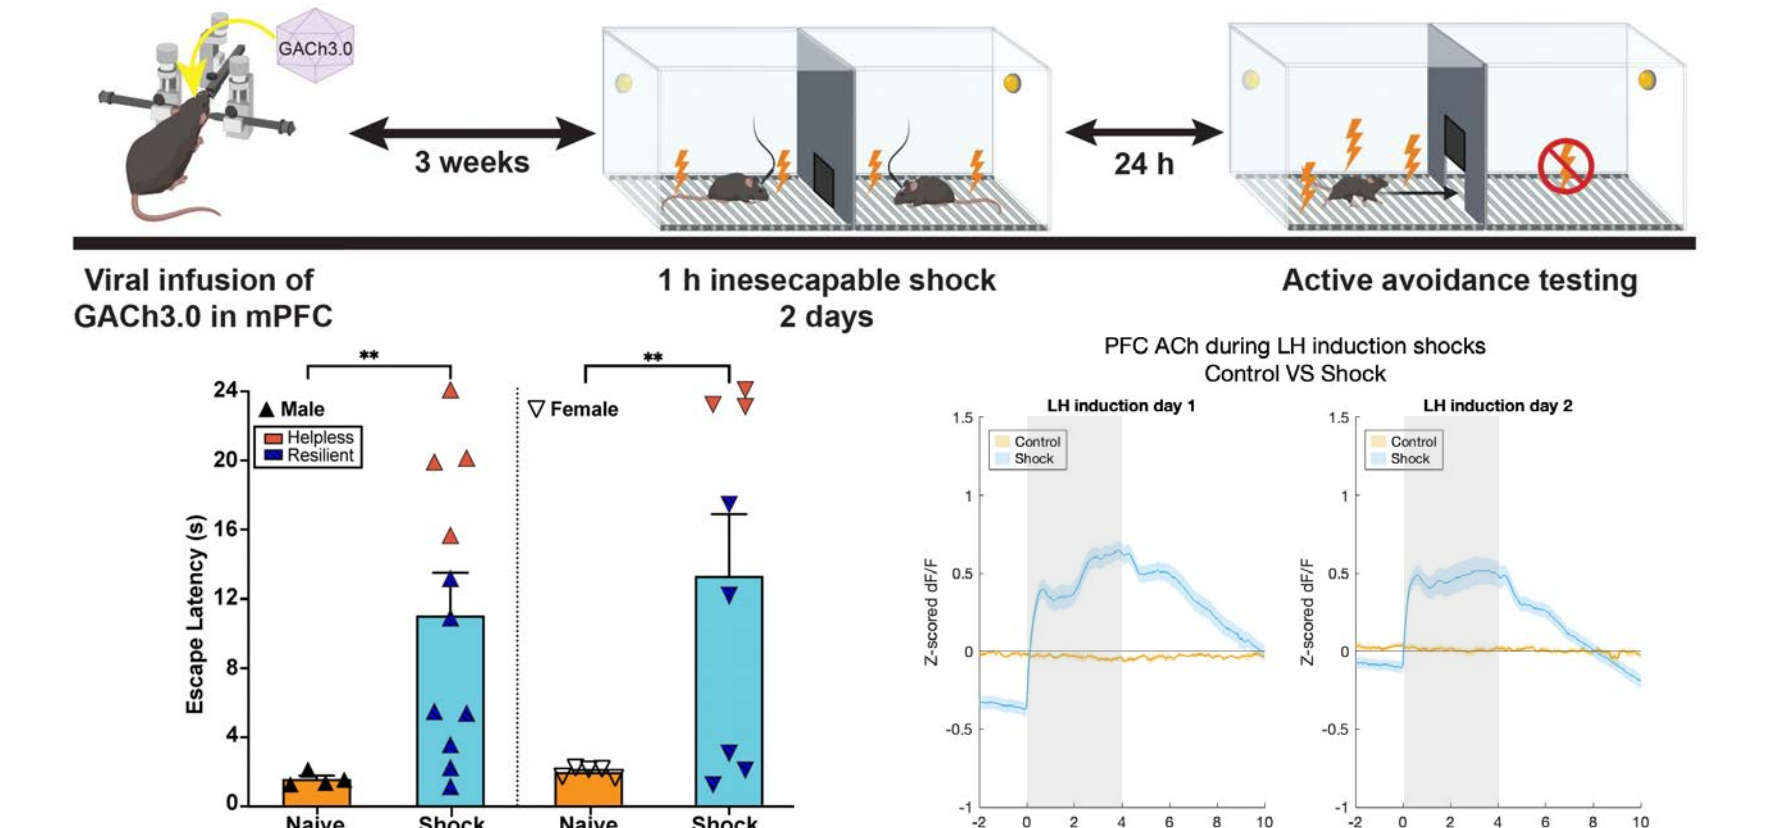 GACh3.0
3 weeks
24 h
Viral infusion of
GACh3.0 in mPFC
1 h inesecapable shock
2 days
Active avoidance testing
**
**
24
20
16
12
8
4
0
Escape Latency (s)
Male
Helpless
Resilient
Female
Naive
Shock
Naive
Shock
PFC ACh during LH induction shocks
Control VS Shock
LH induction day 1
Control
Shock
1.5
1
0.5
0
-0.5
-1
Z-scored dF/F
-2 0 2 4 6 8 10
LH induction day 2
Control
Shock
1.5
1
0.5
0
-0.5
-1
Z-scored dF/F
-2 0 2 4 6 8 10